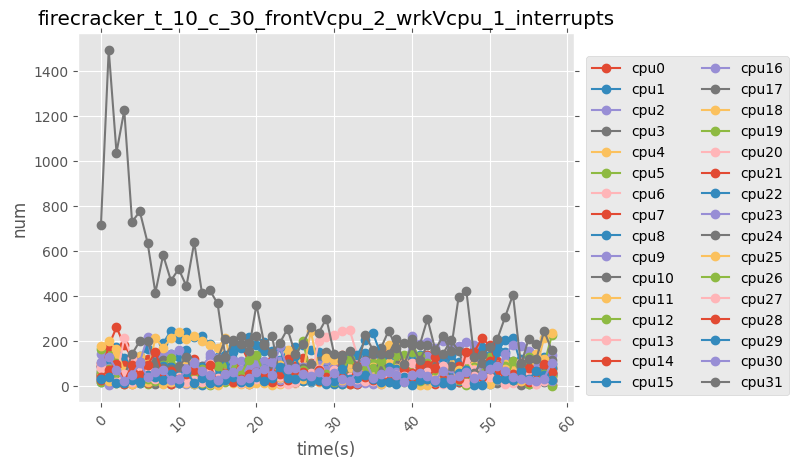 firecracker_t_10_c_30_frontVcpu_2_wrkVcpu_1_interrupts
num
1400
1200
1000
800
600
400
200
0
0
10
20
30
40
50
60
time(s)
cpu0
cpu1
cpu2
cpu3
cpu4
cpu5
cpu6
cpu7
cpu8
cpu9
cpu10
cpu11
cpu12
cpu13
cpu14
cpu15
cpu16
cpu17
cpu18
cpu19
cpu20
cpu21
cpu22
cpu23
cpu24
cpu25
cpu26
cpu27
cpu28
cpu29
cpu30
cpu31